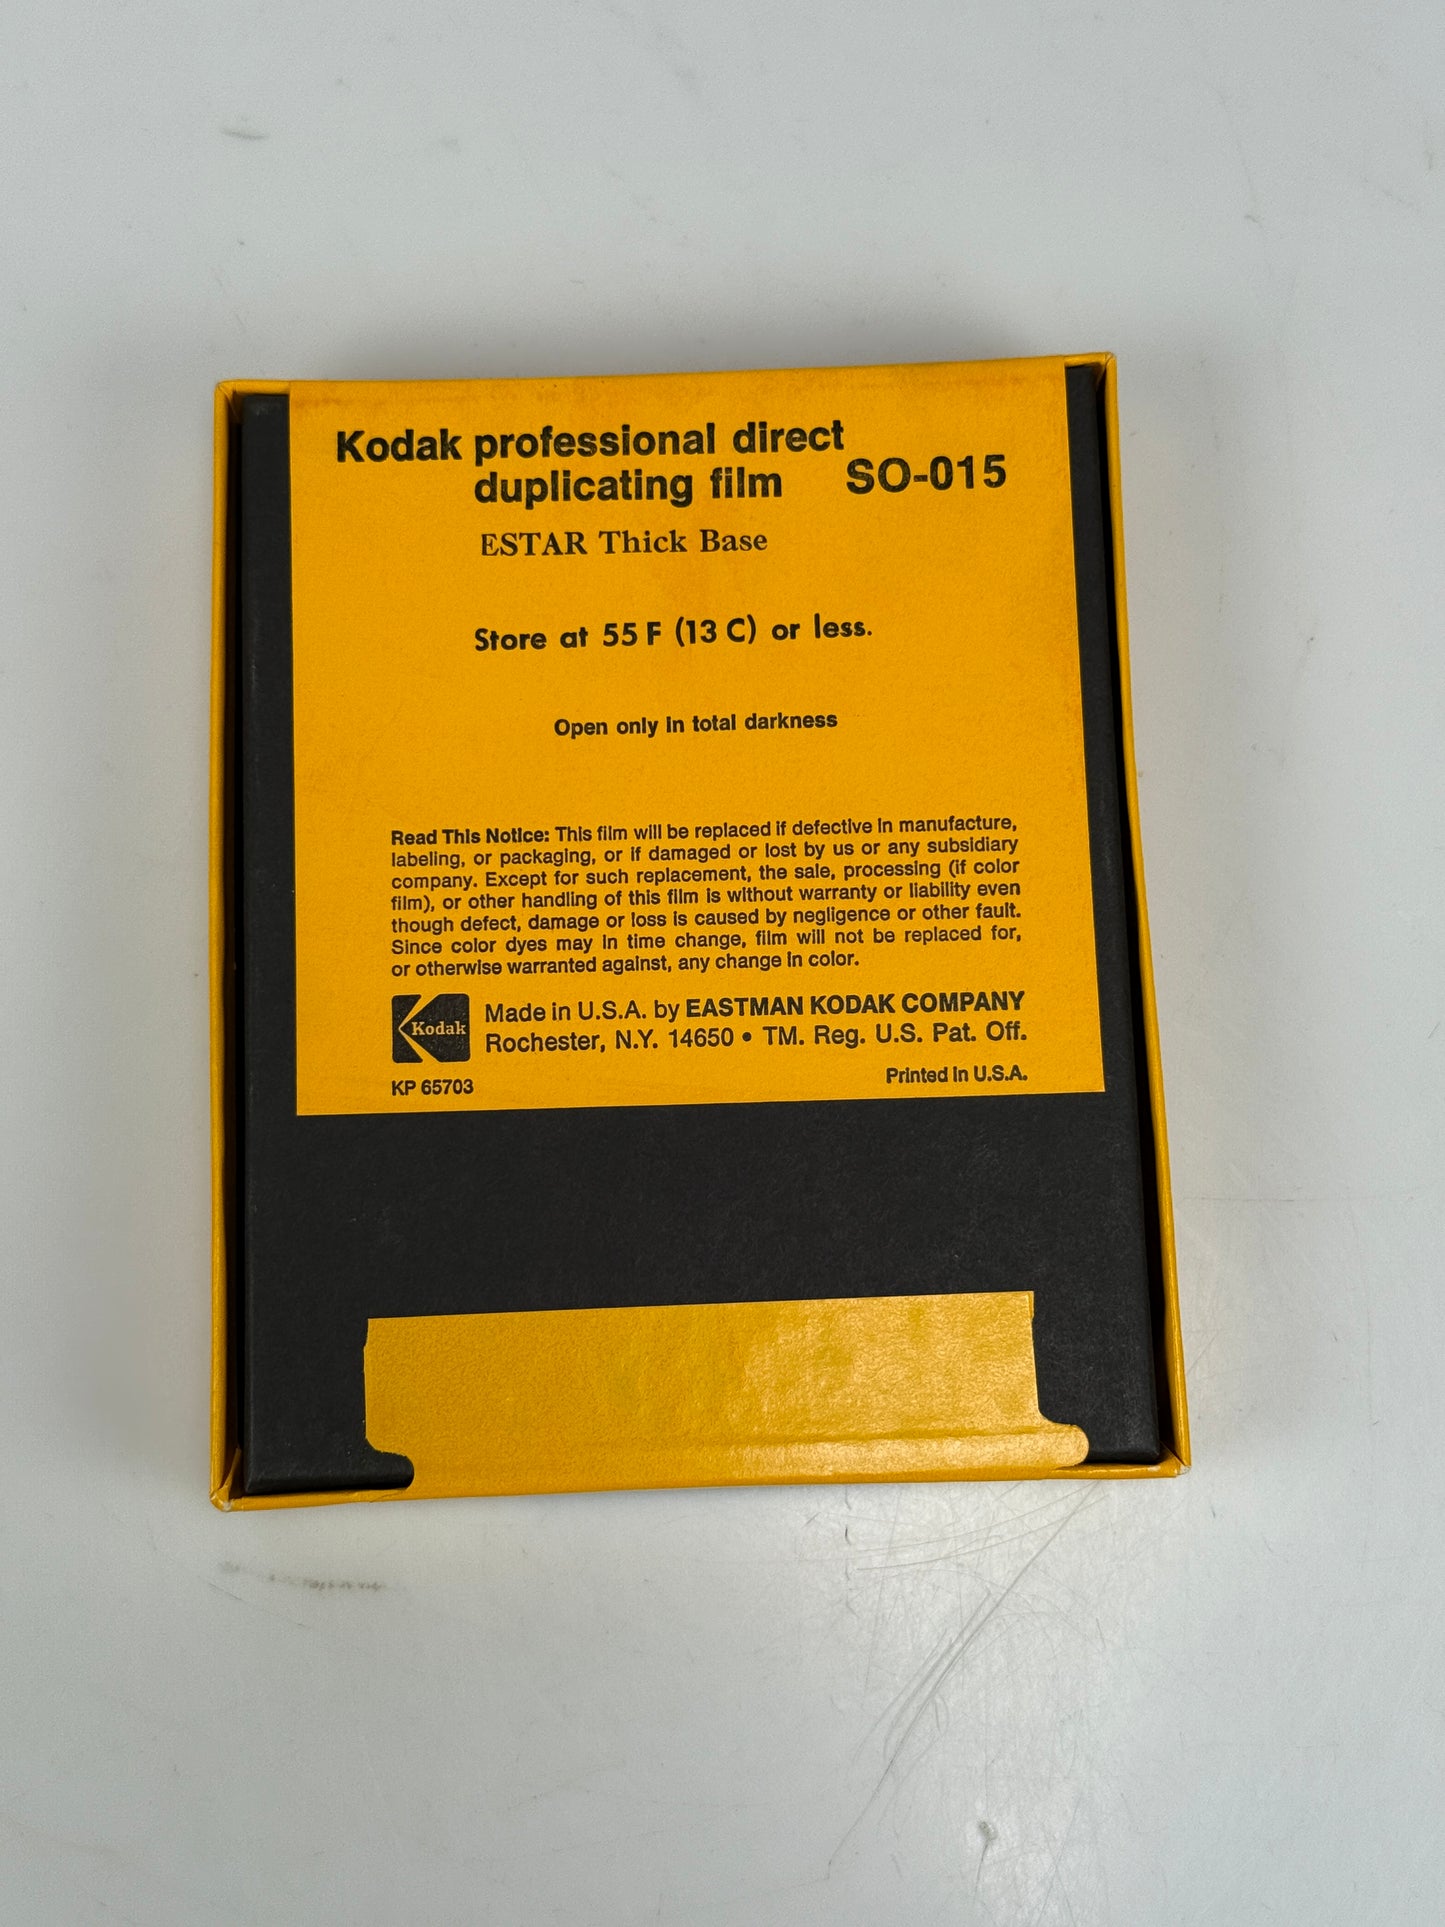 Kodak professional direct
duplicating film SO-015
ESTAR Thick Base
Store at 55 F (13 C) or less.
Open only in total darkness
Read This Notice: This film will be replaced if defective in manufacture,
labeling, or packaging, or if damaged or lost by us or any subsidiary
company. Except for such replacement, the sale, processing (if color
film), or other handling of this film is without warranty or liability even
though defect, damage or loss is caused by negligence or other fault.
Since color dyes may in time change, film will not be replaced for,
or otherwise warranted against, any change in color.
Kodak
Made in U.S.A. by EASTMAN KODAK COMPANY
Rochester, N.Y. 14650 • TM. Reg. U.S. Pat. Off.
KP 65703
Printed in U.S.A.